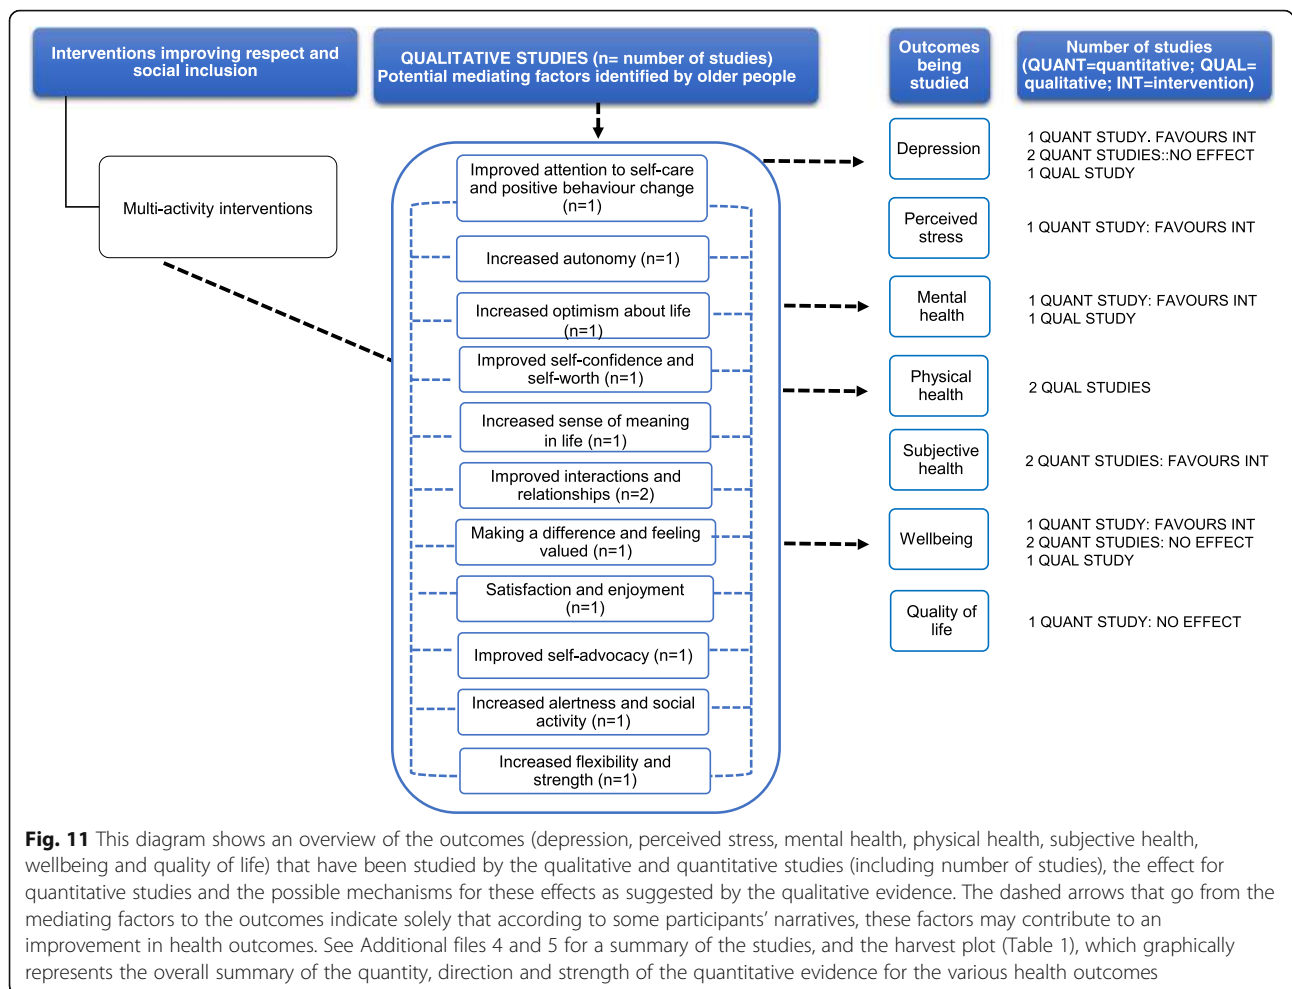 Interventions improving respect and
social inclusion
QUALITATIVE STUDIES (n= number of studies)
Potential mediating factors identified by older people
Outcomes
being
studied
Number of studies
(QUANT=quantitative; QUAL=
qualitative; INT=intervention)
Multi-activity interventions
Improved attention to self-care
and positive behaviour change
(n=1)
Increased autonomy (n=1)
Increased optimism about life
(n=1)
Improved self-confidence and
self-worth (n=1)
Increased sense of meaning
in life (n=1)
Improved interactions and
relationships (n=2)
Making a difference and feeling
valued (n=1)
Satisfaction and enjoyment
(n=1)
Improved self-advocacy (n=1)
Increased alertness and social
activity (n=1)
Increased flexibility and
strength (n=1)
Depression
1 QUANT STUDY. FAVOURS INT
2 QUANT STUDIES::NO EFFECT
1 QUAL STUDY
Perceived
stress
1 QUANT STUDY: FAVOURS INT
Mental
health
1 QUANT STUDY: FAVOURS INT
1 QUAL STUDY
Physical
health
2 QUAL STUDIES
Subjective
health
2 QUANT STUDIES: FAVOURS INT
Wellbeing
1 QUANT STUDY: FAVOURS INT
2 QUANT STUDIES: NO EFFECT
1 QUAL STUDY
Quality of
life
1 QUANT STUDY: NO EFFECT
Fig. 11 This diagram shows an overview of the outcomes (depression, perceived stress, mental health, physical health, subjective health,
wellbeing and quality of life) that have been studied by the qualitative and quantitative studies (including number of studies), the effect for
quantitative studies and the possible mechanisms for these effects as suggested by the qualitative evidence. The dashed arrows that go from the
mediating factors to the outcomes indicate solely that according to some participants' narratives, these factors may contribute to an
improvement in health outcomes. See Additional files 4 and 5 for a summary of the studies, and the harvest plot (Table 1), which graphically
represents the overall summary of the quantity, direction and strength of the quantitative evidence for the various health outcomes